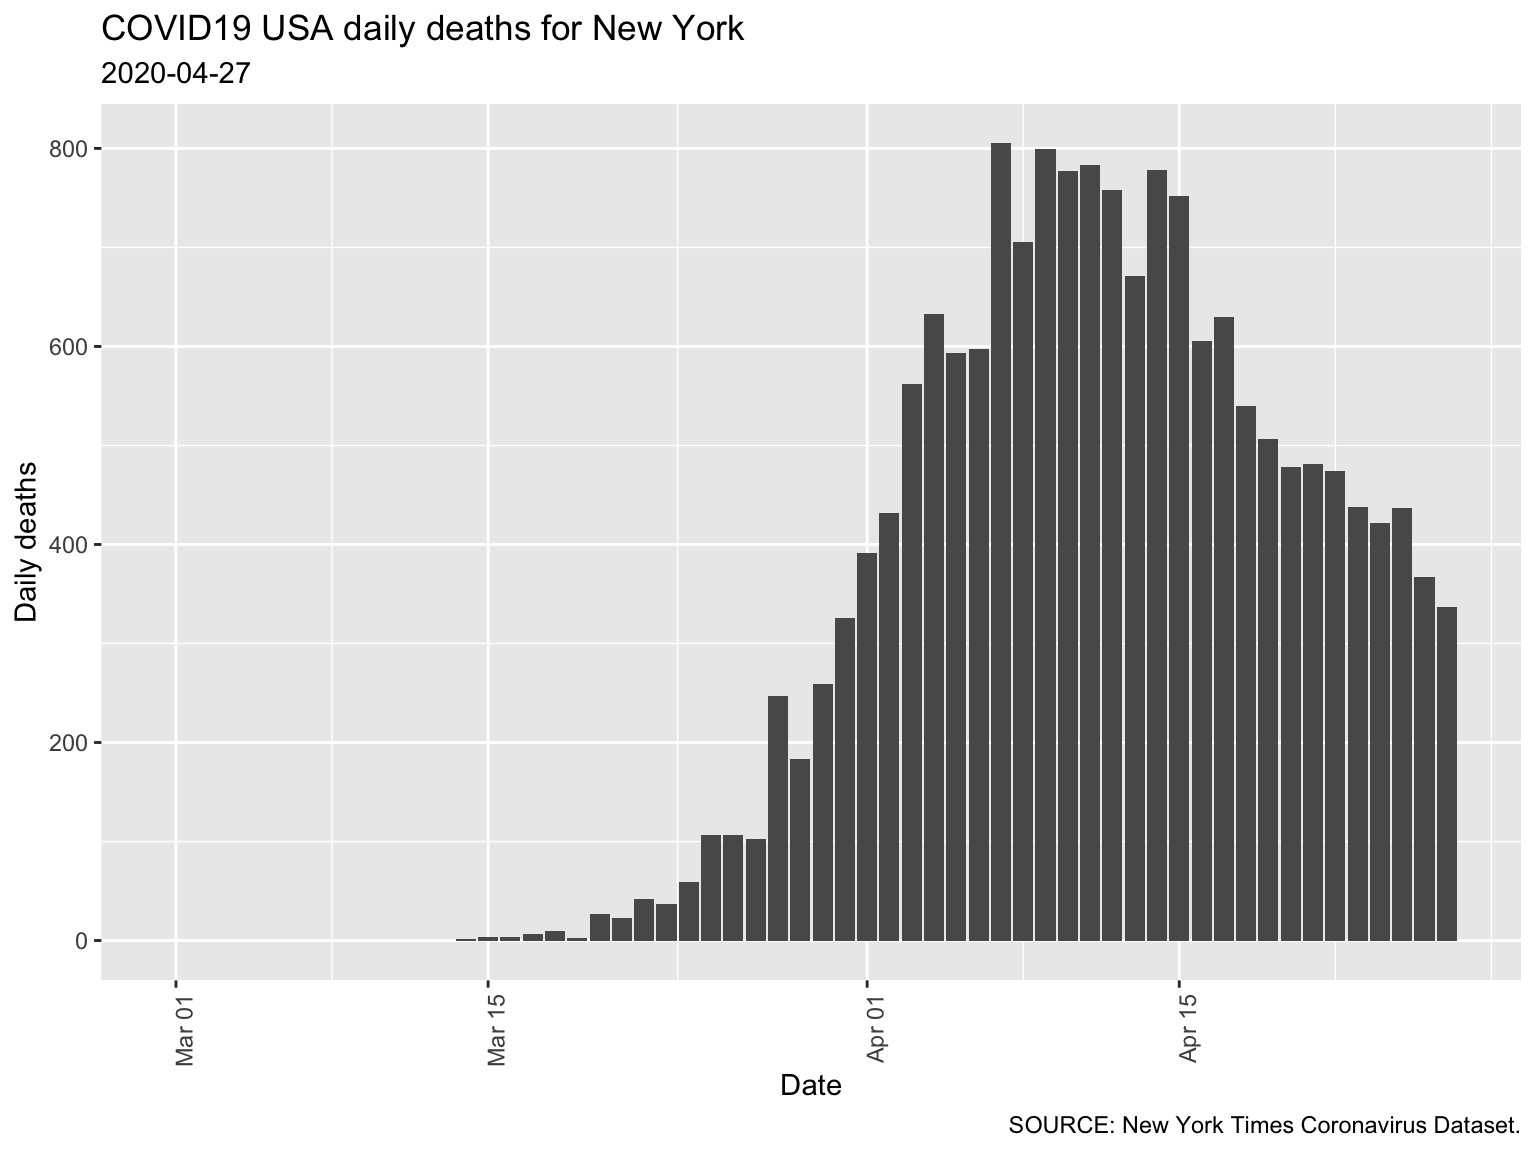 COVID19 USA daily deaths for New York
2020-04-27
Daily deaths
800
600
400
200
0
Mar 01
Mar 15
Apr 01
Apr 15
Date
SOURCE: New York Times Coronavirus Dataset.